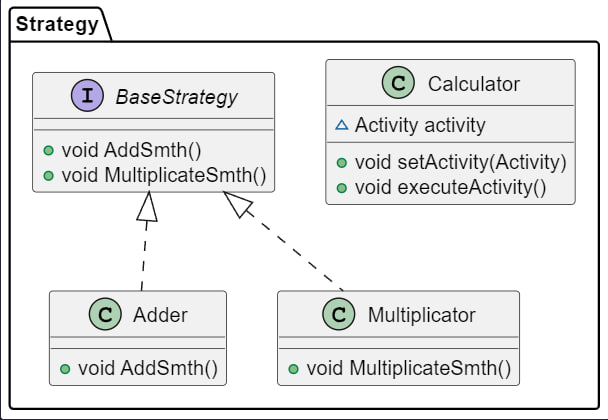 Strategy
I BaseStrategy
void AddSmth()
void MultiplicateSmth()
C Calculator
Activity activity
void setActivity(Activity)
void executeActivity()
C Adder
void AddSmth()
C Multiplicator
void MultiplicateSmth()